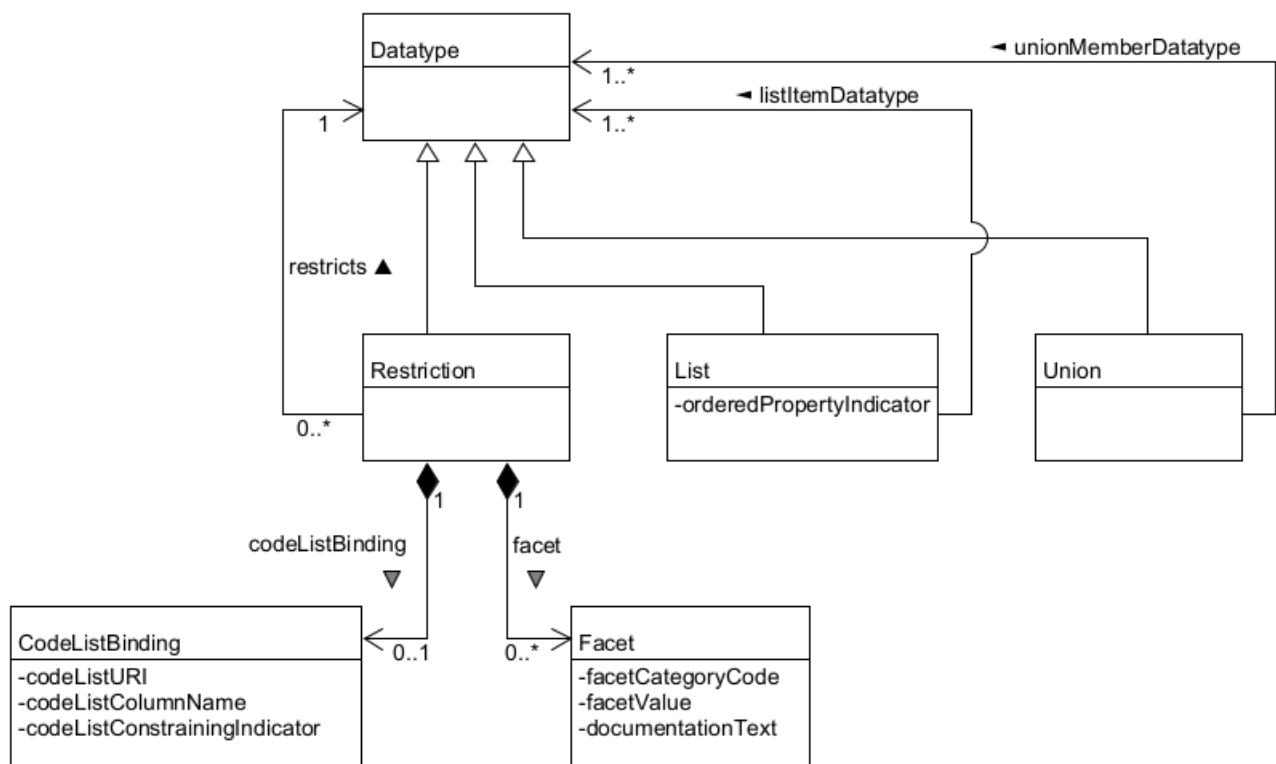 Datatype
◄ unionMemberDatatype
1..*
◄ listItemDatatype
1
1..*
restricts ▲
Restriction
List
-orderedPropertyIndicator
Union
0..*
1
1
codeListBinding
▼
facet
▼
CodeListBinding
-codeListURI
-codeListColumnName
-codeListConstrainingIndicator
0..1
0..*
Facet
-facetCategoryCode
-facetValue
-documentationText